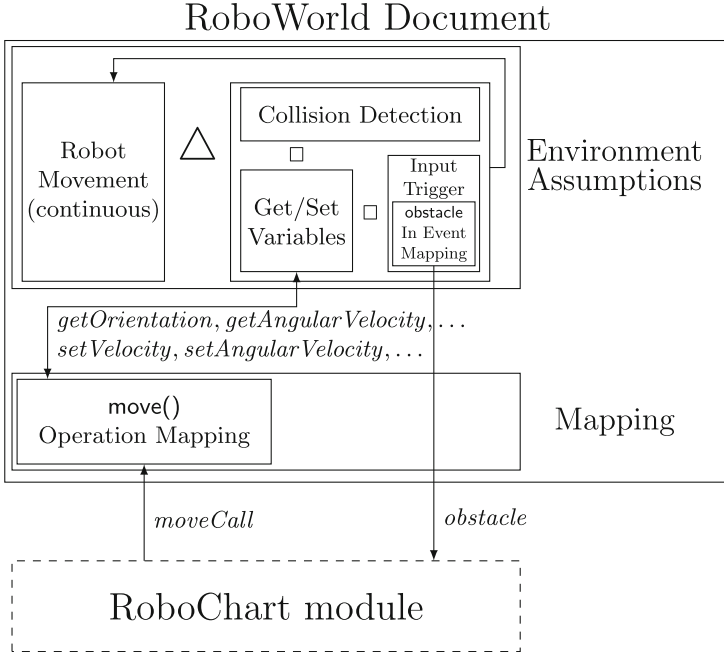 RoboWorld Document
Robot
Movement
(continuous)
Collision Detection
Get/Set
Variables
Input
Trigger
obstacle
In Event
Mapping
Environment
Assumptions
getOrientation, getAngularVelocity, ...
setVelocity, setAngularVelocity, ...
move()
Operation Mapping
Mapping
moveCall
obstacle
RoboChart module